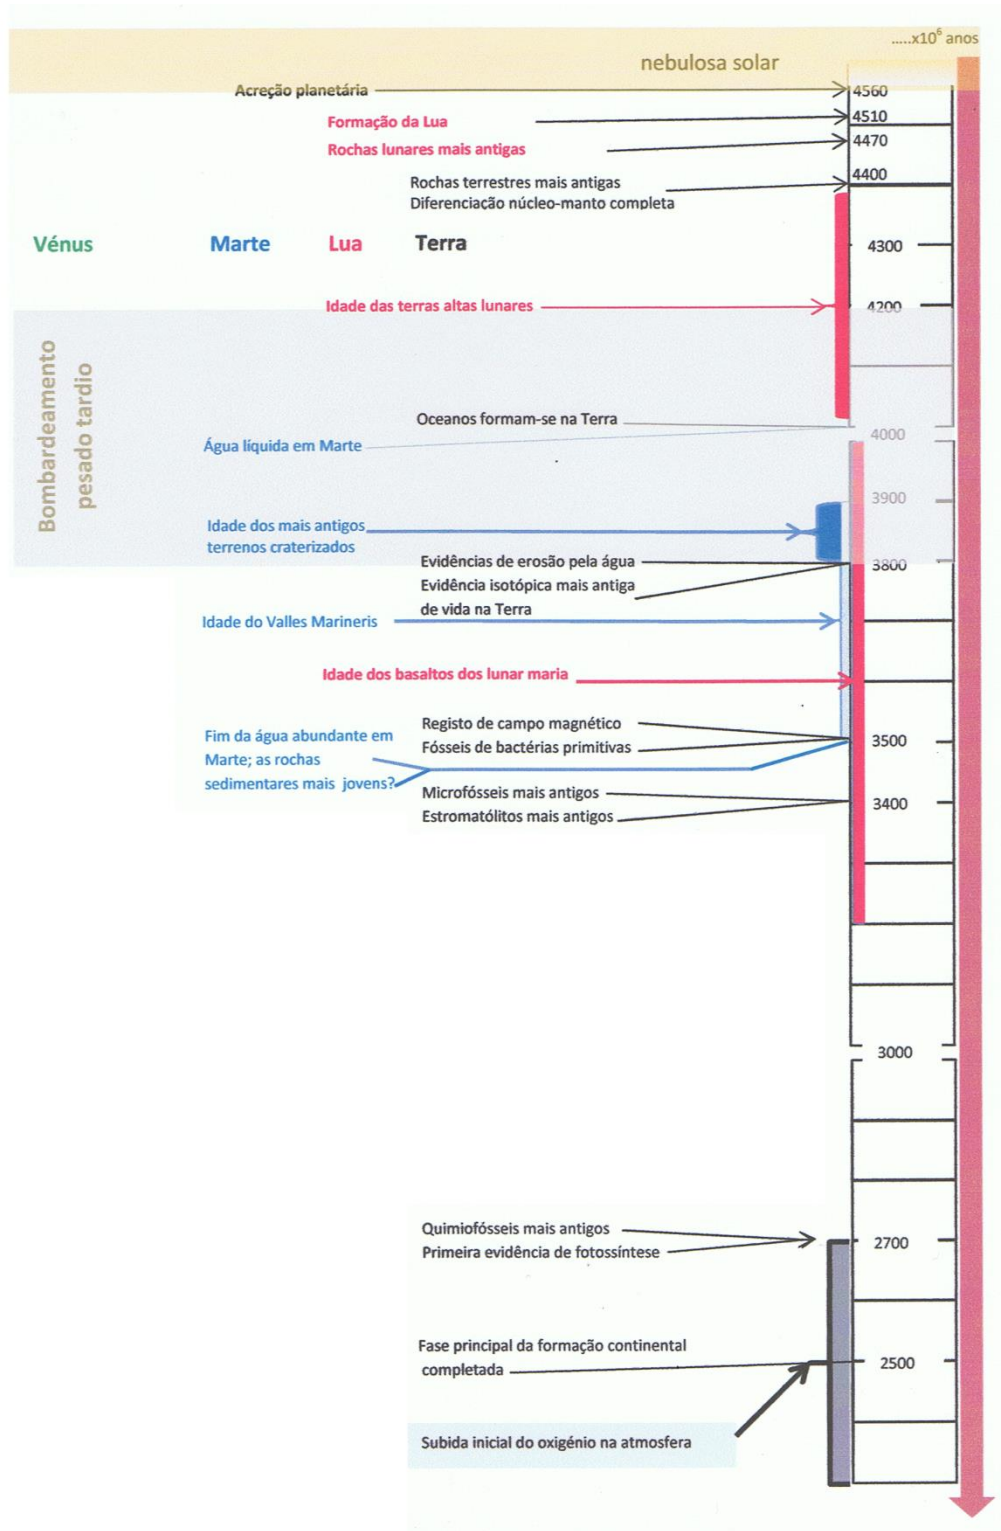 .....x10⁶ anos
nebulosa solar
Acreção planetária
4560
Formação da Lua
4510
Rochas lunares mais antigas
4470
Rochas terrestres mais antigas
Diferenciação núcleo-manto completa
4400
Vénus
Marte
Lua
Terra
4300
Idade das terras altas lunares
4200
Bombardeamento
pesado tardio
Oceanos formam-se na Terra
4000
Água líquida em Marte
3900
Idade dos mais antigos
terrenos craterizados
Evidências de erosão pela água
3800
Evidência isotópica mais antiga
de vida na Terra
Idade do Valles Marineris
Idade dos basaltos dos lunar maria
Registo de campo magnético
Fósseis de bactérias primitivas
3500
Fim da água abundante em
Marte; as rochas
sedimentares mais jovens?
Microfósseis mais antigos
Estromatólitos mais antigos
3400
3000
Quimiofósseis mais antigos
Primeira evidência de fotossíntese
2700
Fase principal da formação continental
completada
2500
Subida inicial do oxigénio na atmosfera